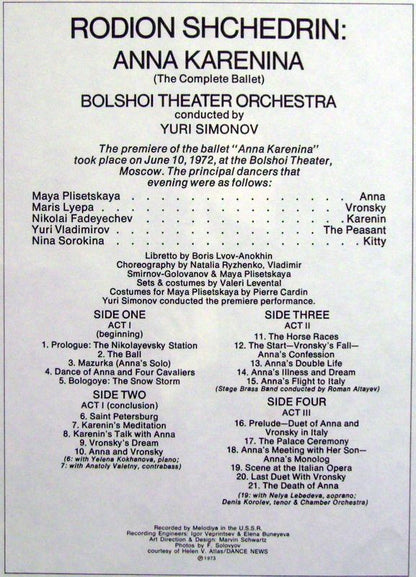 RODION SHCHEDRIN:
ANNA KARENINA
(The Complete Ballet)
BOLSHOI THEATER ORCHESTRA
conducted by
YURI SIMONOV
The premiere of the ballet "Anna Karenina"
took place on June 10, 1972, at the Bolshoi Theater,
Moscow. The principal dancers that
evening were as follows:
Maya Plisetskaya . . . . . . . . . . . . Anna
Maris Lyepa . . . . . . . . . . . . Vronsky
Nikolai Fadeyechev . . . . . . . . . . . . Karenin
Yuri Vladimirov . . . . . . . . . . . . The Peasant
Nina Sorokina . . . . . . . . . . . . Kitty
Libretto by Boris Lvov-Anokhin
Choreography by Natalia Ryzhenko, Vladimir
Smirnov-Golovanov & Maya Plisetskaya
Sets & costumes by Valeri Levental
Costumes for Maya Plisetskaya by Pierre Cardin
Yuri Simonov conducted the premiere performance.
SIDE ONE
ACT I
(beginning)
1. Prologue: The Nikolayevsky Station
2. The Ball
3. Mazurka (Anna's Solo)
4. Dance of Anna and Four Cavaliers
5. Bologoye: The Snow Storm
SIDE TWO
ACT I (conclusion)
6. Saint Petersburg
7. Karenin's Meditation
8. Karenin's Talk with Anna
9. Vronsky's Dream
10. Anna and Vronsky
(6: with Yelena Kokhanova, piano;
7: with Anatoly Valetny, contrabass)
SIDE THREE
ACT II
11. The Horse Races
12. The Start—Vronsky's Fall—
Anna's Confession
13. Anna's Double Life
14. Anna's Illness and Dream
15. Anna's Flight to Italy
(Stage Brass Band conducted by Roman Altayev)
SIDE FOUR
ACT III
16. Prelude—Duet of Anna and
Vronsky in Italy
17. The Palace Ceremony
18. Anna's Meeting with Her Son—
Anna's Monolog
19. Scene at the Italian Opera
20. Last Duet With Vronsky
21. The Death of Anna
(19: with Nelya Lebedeva, soprano;
Denis Korolev, tenor & Chamber Orchestra)
Recorded by Melodiya in the U.S.S.R.
Recording Engineers: Igor Veprintsev & Elena Buneyeva
Art Direction & Design: Marvin Schwartz
Photos by F. Solovyov
courtesy of Helen V. Atlas/DANCE NEWS
℗1973